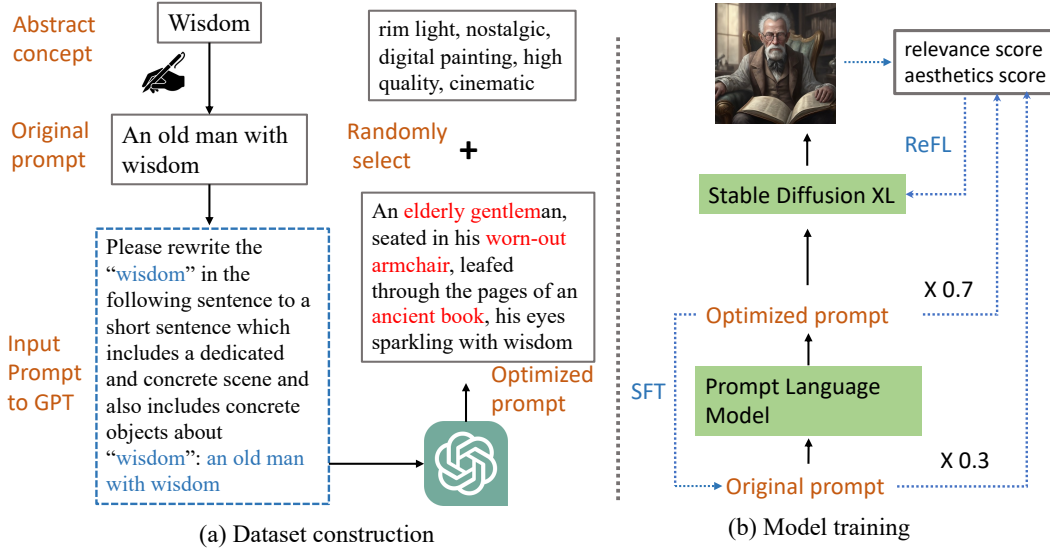 Abstract
concept
Wisdom
Original
prompt
An old man with
wisdom
Input
Prompt
to GPT
Please rewrite the
“wisdom” in the
following sentence to a
short sentence which
includes a dedicated
and concrete scene and
also includes concrete
objects about
“wisdom”: an old man
with wisdom
rim light, nostalgic,
digital painting, high
quality, cinematic
Randomly
select
+
An elderly gentleman,
seated in his worn-out
armchair, leafed
through the pages of an
ancient book, his eyes
sparkling with wisdom
Optimized
prompt
(a) Dataset construction
relevance score
aesthetics score
ReFL
Stable Diffusion XL
X 0.7
Optimized prompt
SFT
Prompt Language
Model
X 0.3
Original prompt
(b) Model training